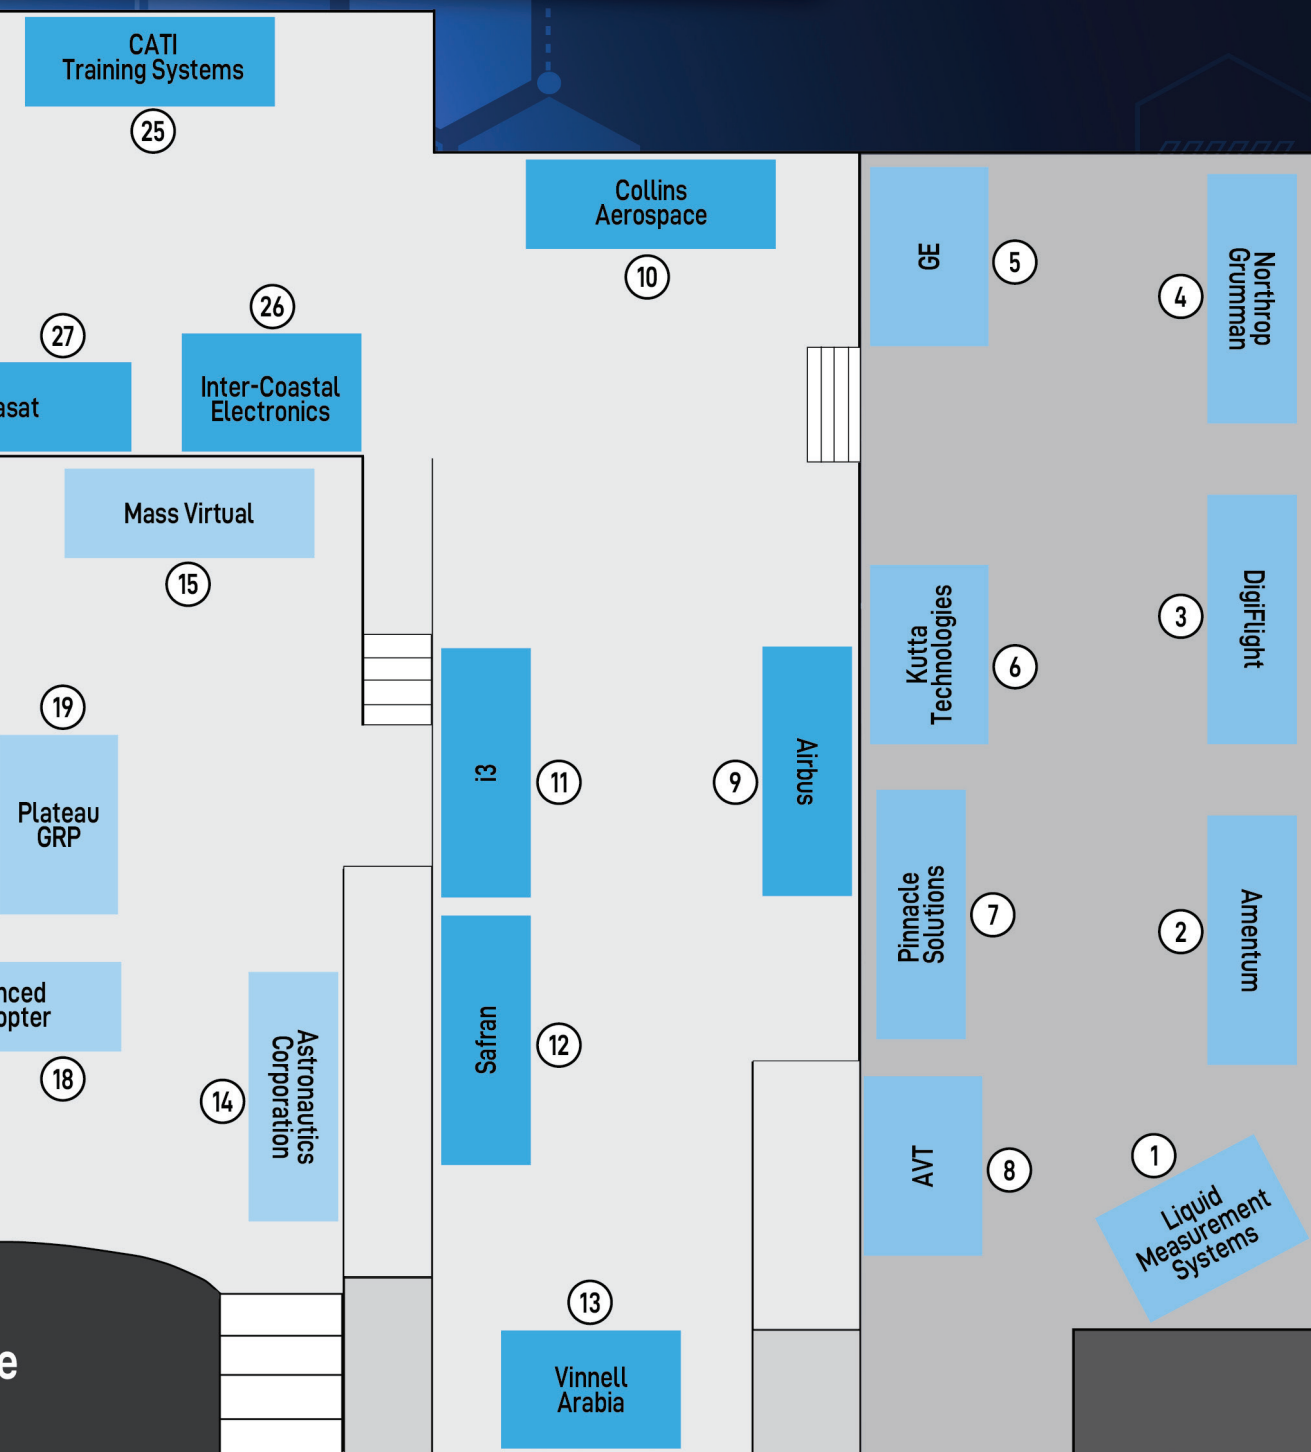 CATI
Training Systems
25
Collins
Aerospace
10
GE
5
Northrop
Grumman
4
26
27
Inter-Coastal
Electronics
asat
Mass Virtual
15
DigiFlight
3
Kutta
Technologies
6
19
Plateau
GRP
i3
11
Airbus
9
Pinnacle
Solutions
7
Amentum
2
nced
opter
18
Astronautics
Corporation
14
Safran
12
AVT
8
1
Liquid
Measurement
Systems
13
Vinnell
Arabia
e